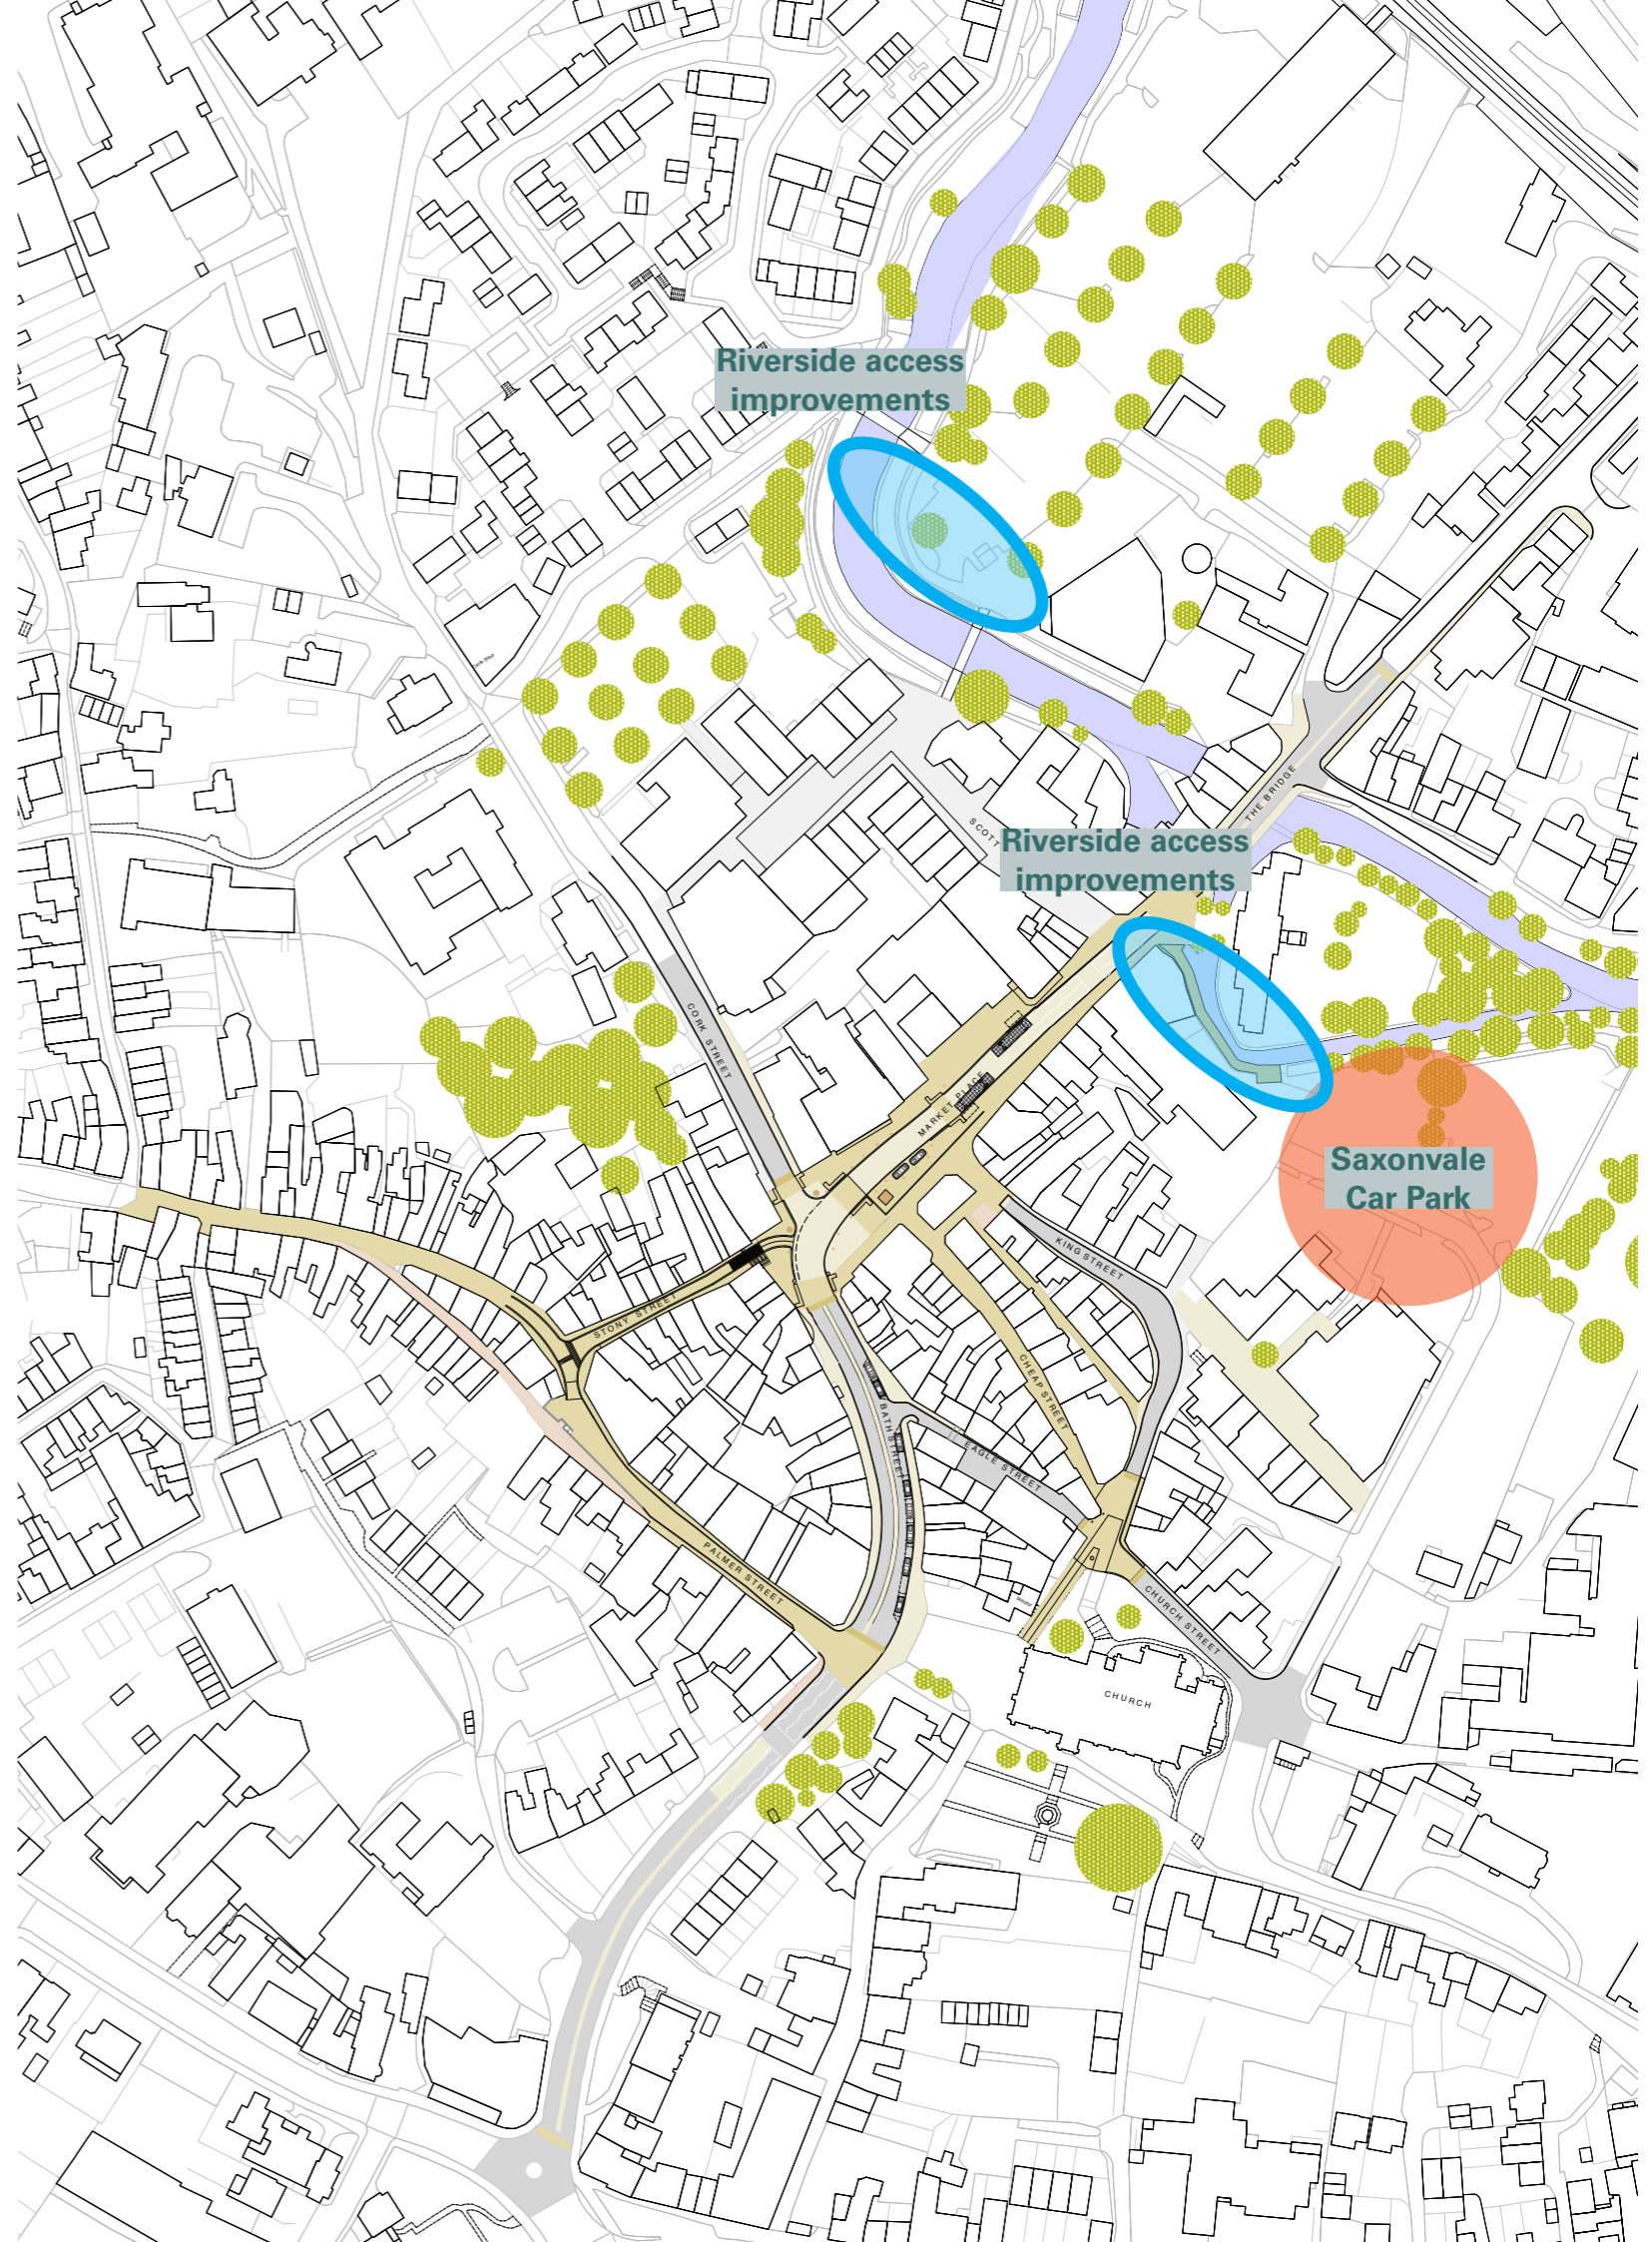 Riverside access
improvements
THE BRIDGE
SCOTT
Riverside access
improvements
CORK STREET
MARKET PLACE
Saxonvale
Car Park
KING STREET
STONY STREET
CHEAP STREET
BATH STREET
EAGLE STREET
PALMER STREET
CHURCH STREET
CHURCH